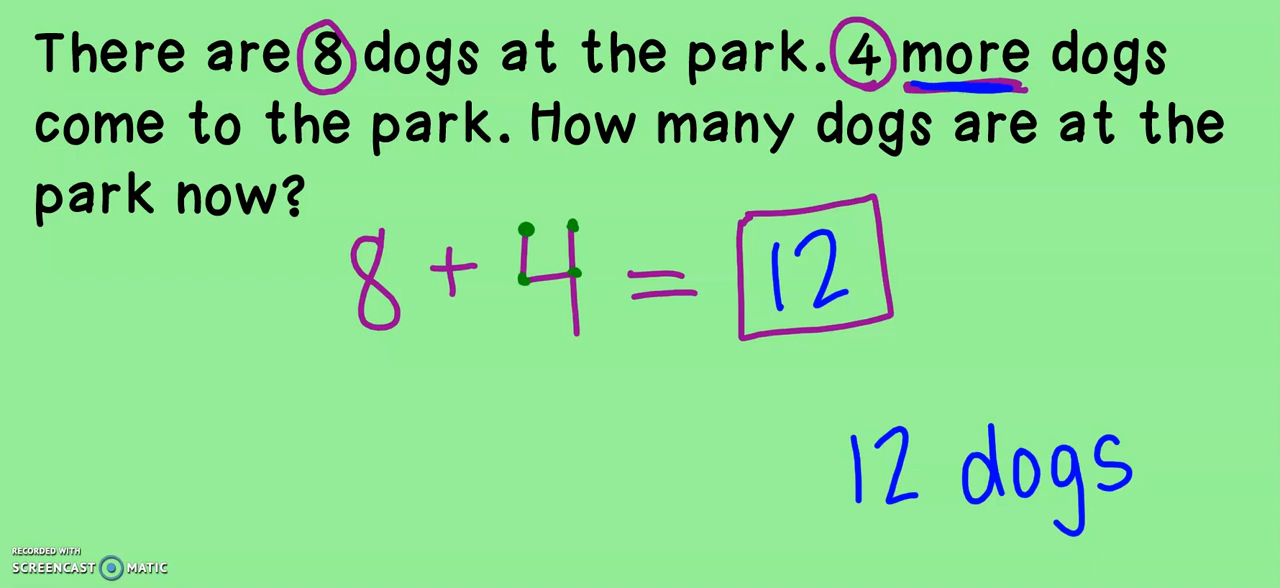 There are 8 dogs at the park. 4 more dogs
come to the park. How many dogs are at the
park now?
8 + 4 = 12
12 dogs
RECORDED WITH
SCREENCAST MATIC